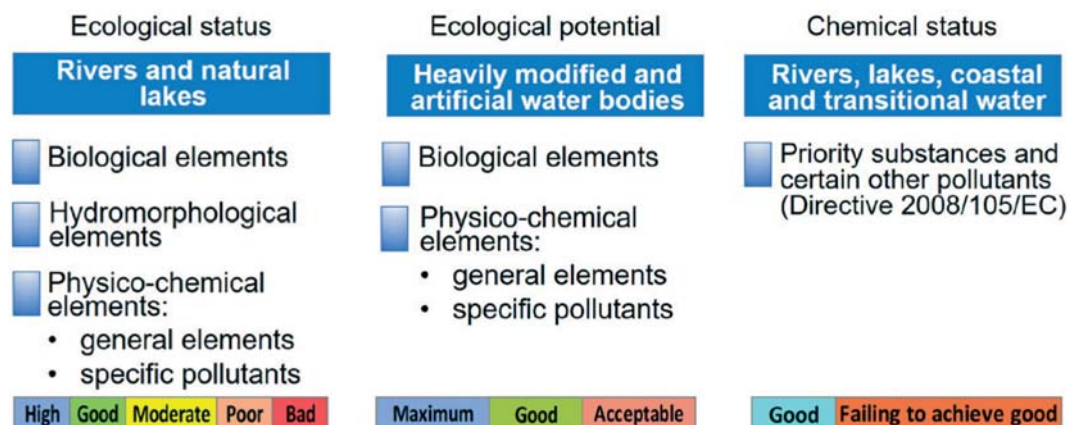 Ecological status
Rivers and natural
lakes
Biological elements
Hydromorphological
elements
Physico-chemical
elements:
• general elements
• specific pollutants
High Good Moderate Poor Bad
Ecological potential
Heavily modified and
artificial water bodies
Biological elements
Physico-chemical
elements:
• general elements
• specific pollutants
Maximum Good Acceptable
Chemical status
Rivers, lakes, coastal
and transitional water
Priority substances and
certain other pollutants
(Directive 2008/105/EC)
Good Failing to achieve good